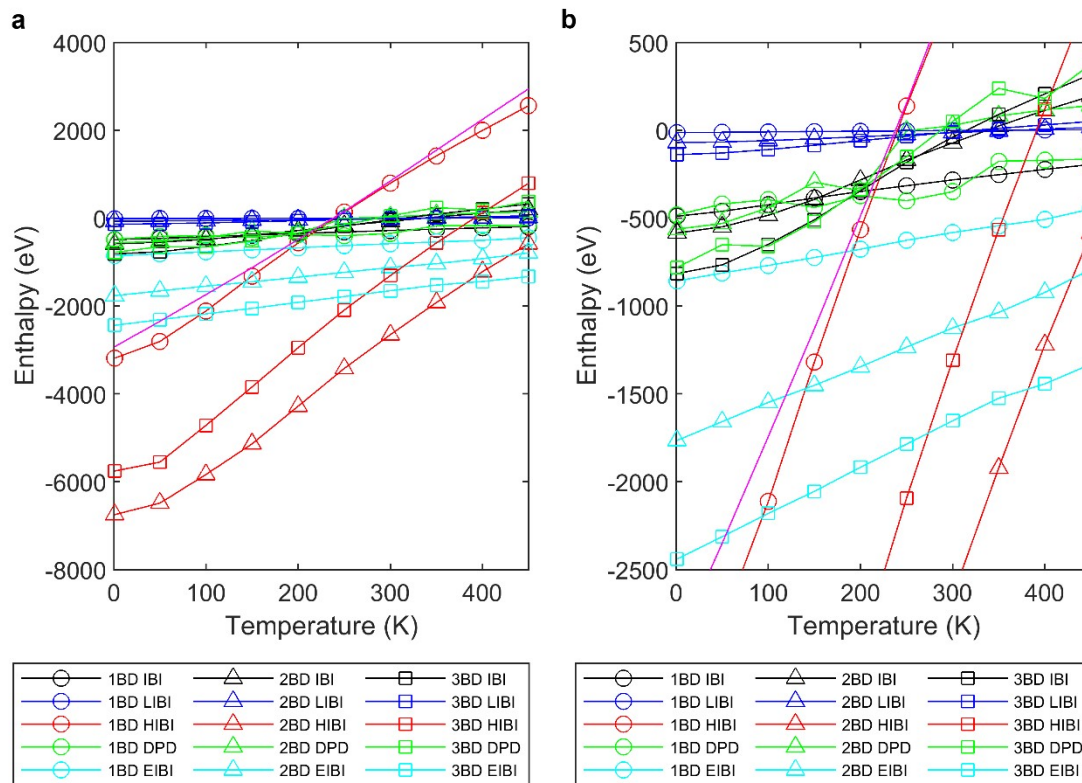 a
b
4000
2000
0
-2000
-4000
-6000
-8000
Enthalpy (eV)
0 100 200 300 400
Temperature (K)
500
0
-500
-1000
-1500
-2000
-2500
Enthalpy (eV)
0 100 200 300 400
Temperature (K)
1BD IBI 2BD IBI 3BD IBI
1BD LIBI 2BD LIBI 3BD LIBI
1BD HIBI 2BD HIBI 3BD HIBI
1BD DPD 2BD DPD 3BD DPD
1BD EIBI 2BD EIBI 3BD EIBI
1BD IBI 2BD IBI 3BD IBI
1BD LIBI 2BD LIBI 3BD LIBI
1BD HIBI 2BD HIBI 3BD HIBI
1BD DPD 2BD DPD 3BD DPD
1BD EIBI 2BD EIBI 3BD EIBI